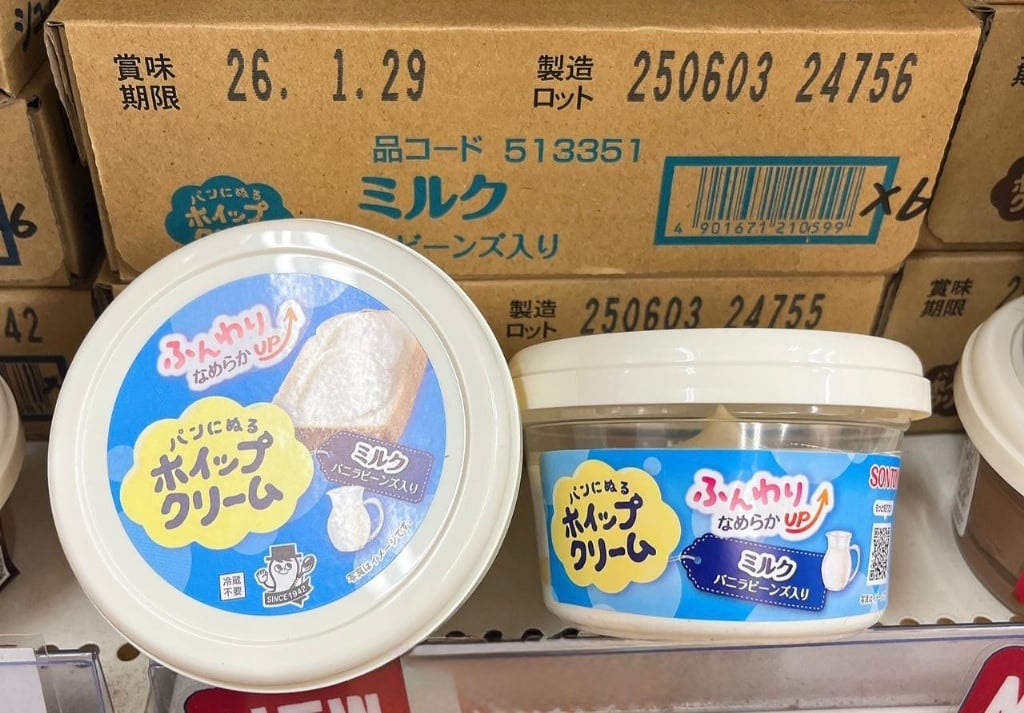 賞味
期限
26. 1.29
製造
ロット
250603 24756
品コード 513351
ミルク
パンにぬる
ホイップ
ビーンズ入り
4 901671 210599
×6
6
製造
ロット
250603 24755
賞味
期限
42
ふんわり
なめらかUP
パンにぬる
ホイップ
クリーム
ミルク
バニラビーンズ入り
写真はイメージです
冷蔵
不要
SINCE 1942
パンにぬる
ホイップ
クリーム
ふんわり
なめらかUP
ミルク
バニラビーンズ入り
NEW